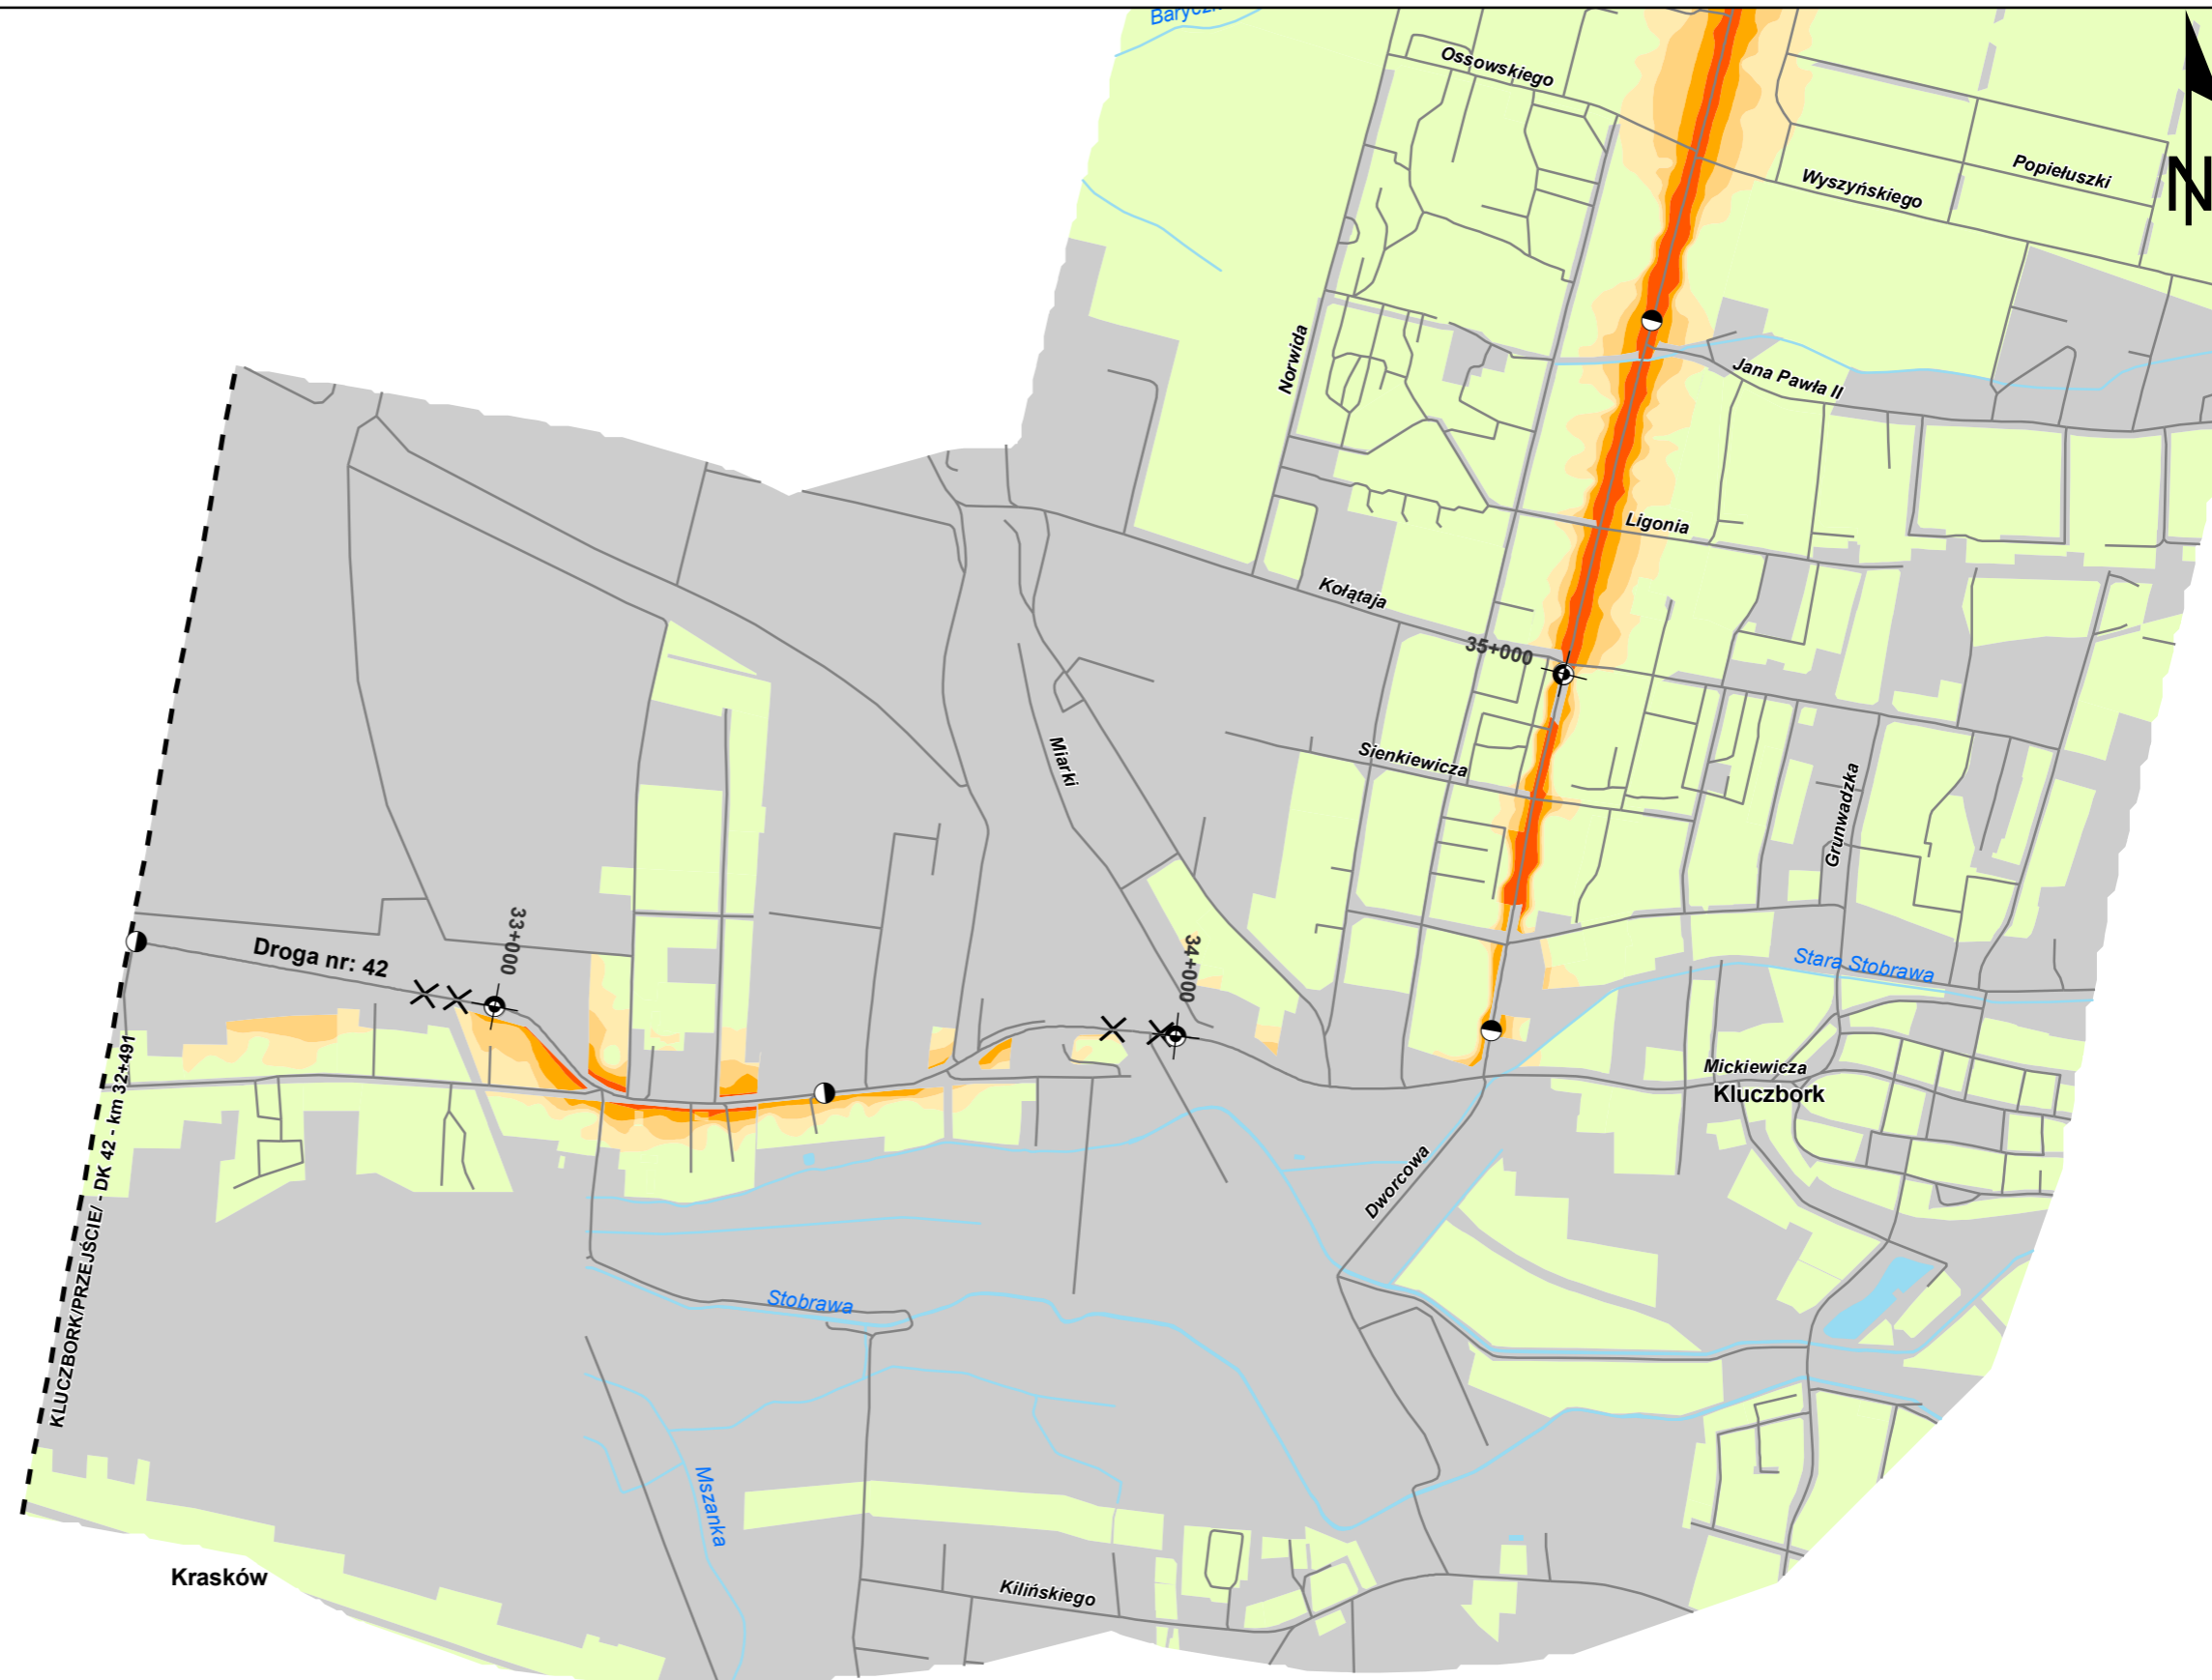 Ossowskiego
Wyszyńskiego
Popiełuszki
N
Norwida
Jana Pawła II
Ligonia
Kołątaja
35+000
Miarki
Sienkiewicza
Grunwadzka
33+000
Droga nr: 42
34+000
Stara Stobrawa
Mickiewicza
Kluczbork
KLUCZBORK/PRZEJŚCIE/ - DK 42 - km 32+491
Dworcowa
Stobrawa
Mszanka
Krasków
Kilińskiego